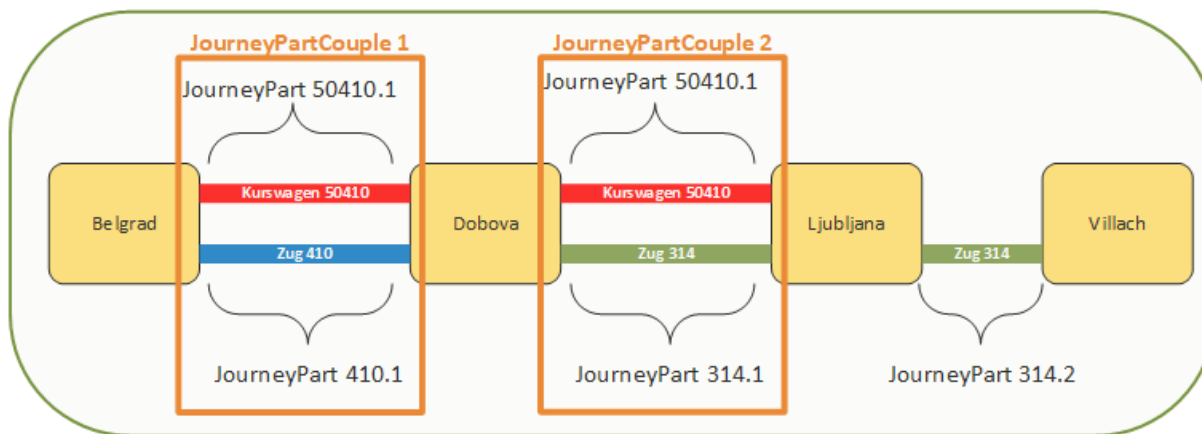 JourneyPartCouple 1
JourneyPartCouple 2
JourneyPart 50410.1
JourneyPart 50410.1
Kurswagen 50410
Kurswagen 50410
Belgrad
Dobova
Ljubljana
Villach
Zug 410
Zug 314
Zug 314
JourneyPart 410.1
JourneyPart 314.1
JourneyPart 314.2